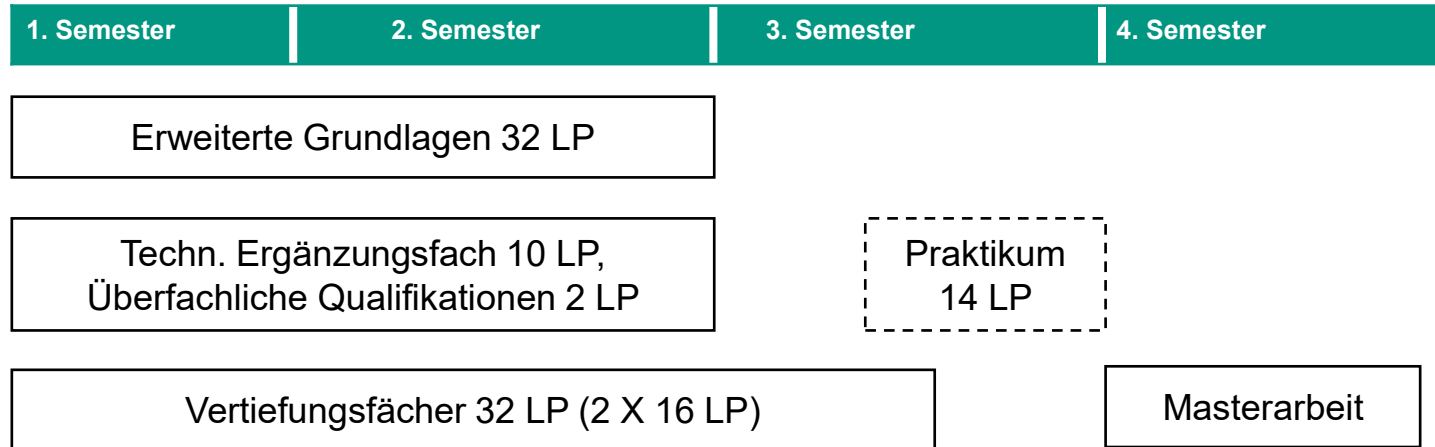 1. Semester
2. Semester
3. Semester
4. Semester
Erweiterte Grundlagen 32 LP
Techn. Ergänzungsfach 10 LP,
Überfachliche Qualifikationen 2 LP
Praktikum
14 LP
Vertiefungsfächer 32 LP (2 X 16 LP)
Masterarbeit